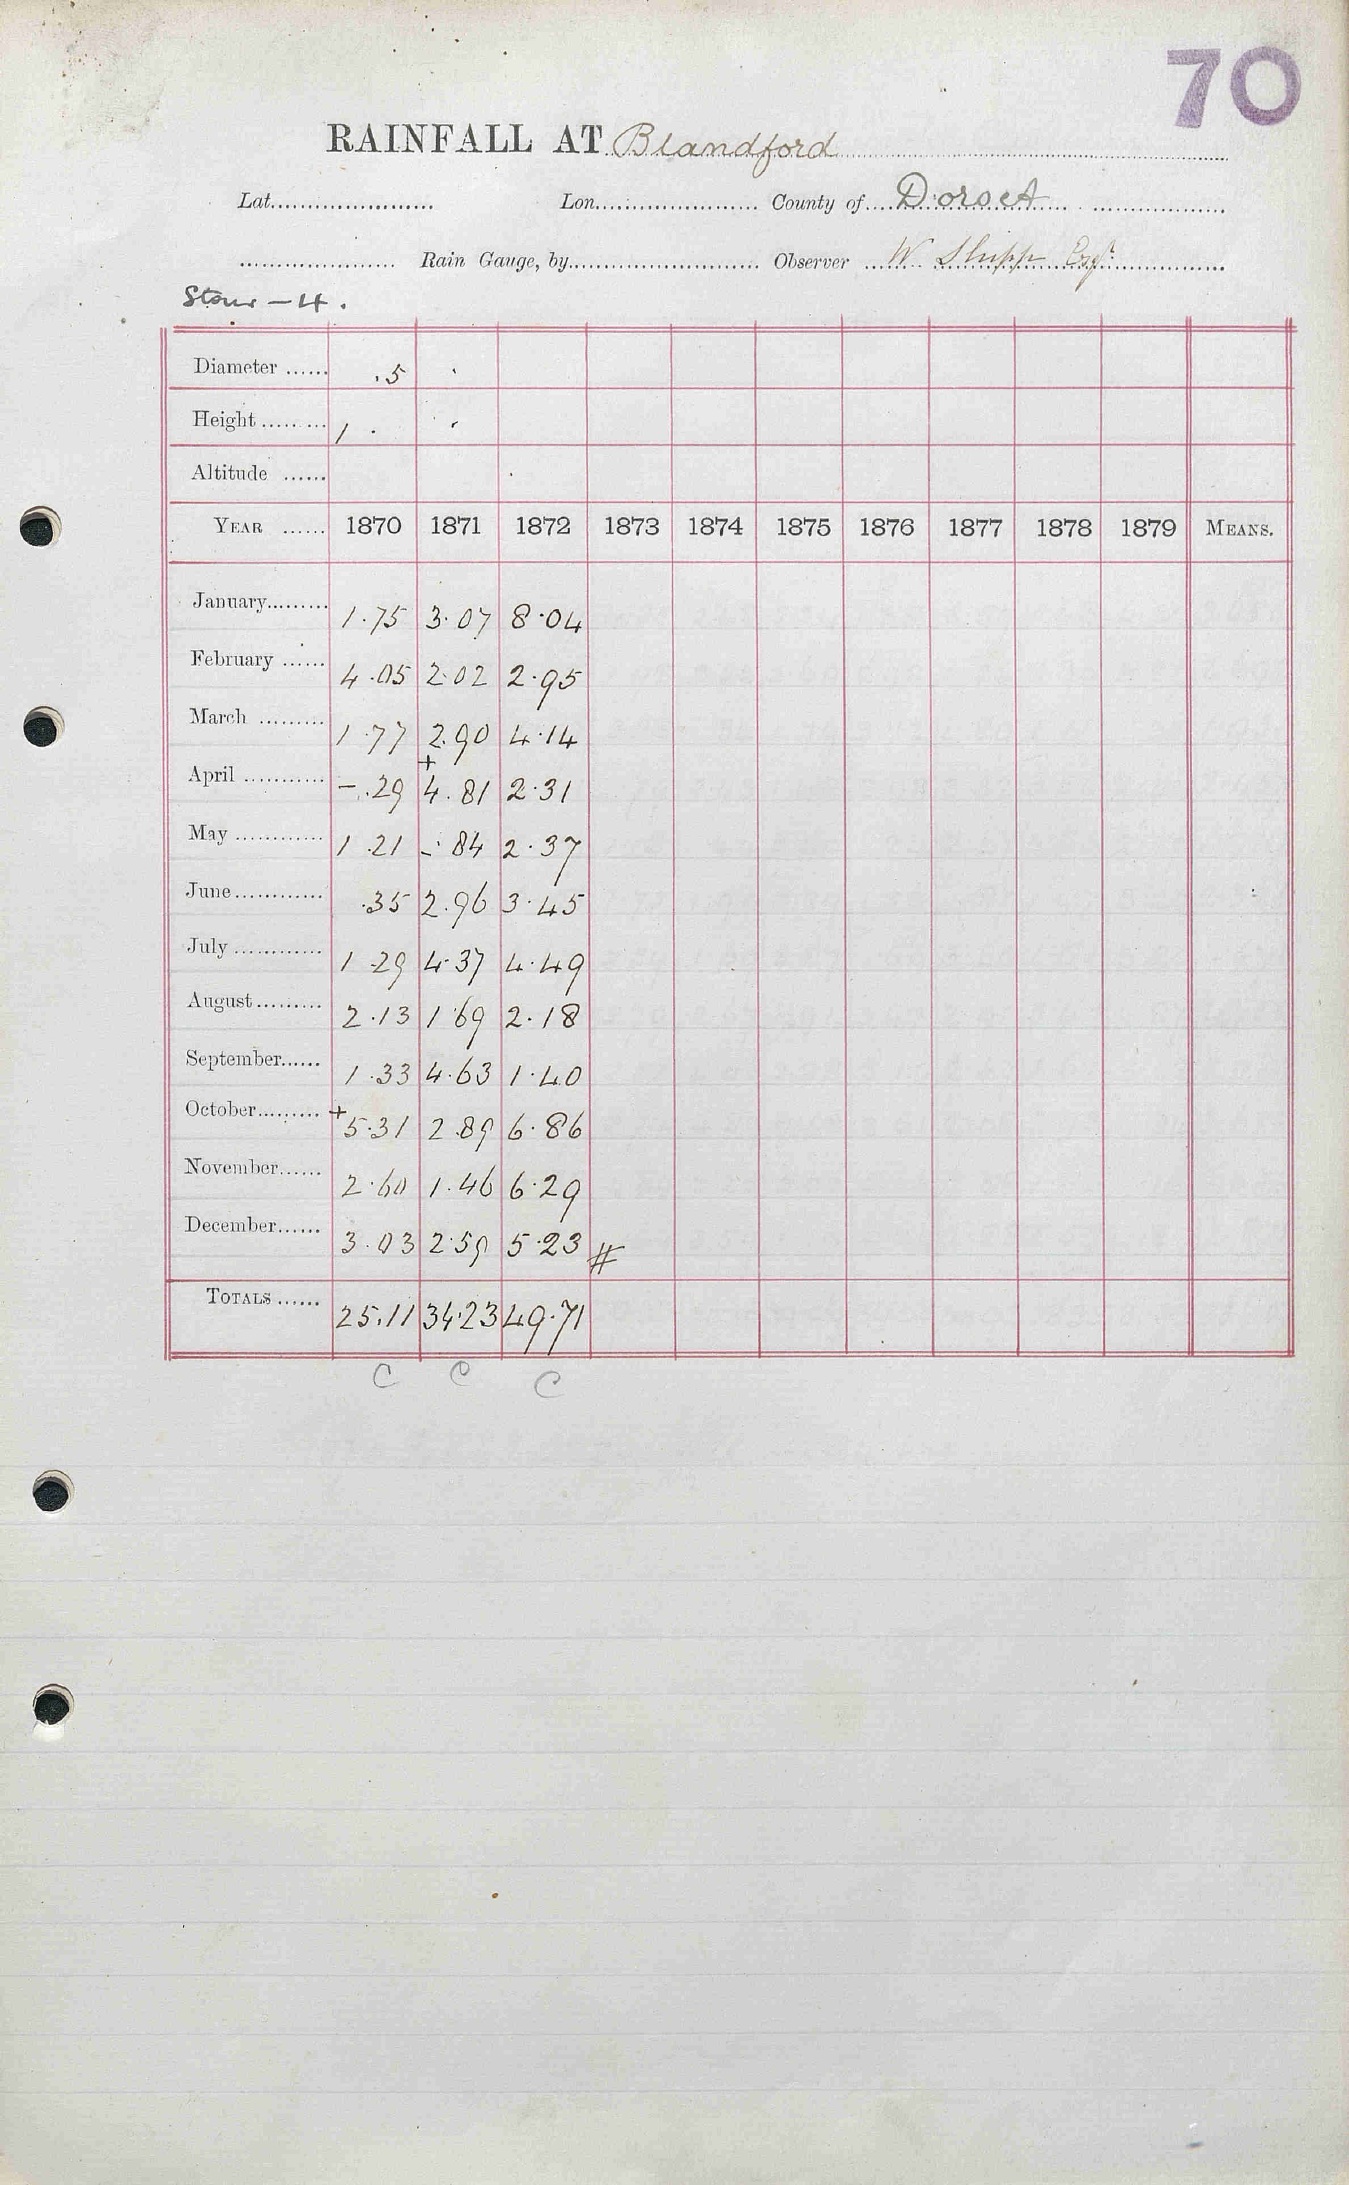 70
RAINFALL AT Blandford
Lat. Lon. County of Dorset
Rain Gauge, by Observer W Shipp Esqr
Stour - 4.
Diameter .5
Height 1
Altitude
YEAR 1870 1871 1872 1873 1874 1875 1876 1877 1878 1879 MEANS.
January 1.75 3.07 8.04
February 4.05 2.02 2.95
March 1.77 2.90 4.14
April - .29 + 4.81 2.31
May 1.21 - .84 2.37
June .35 2.96 3.45
July 1.29 4.37 4.49
August 2.13 1.69 2.18
September 1.33 4.63 1.40
October + 5.31 2.89 6.86
November 2.60 1.46 6.29
December 3.03 2.59 5.23 #
TOTALS 25.11 34.23 49.71
C C C